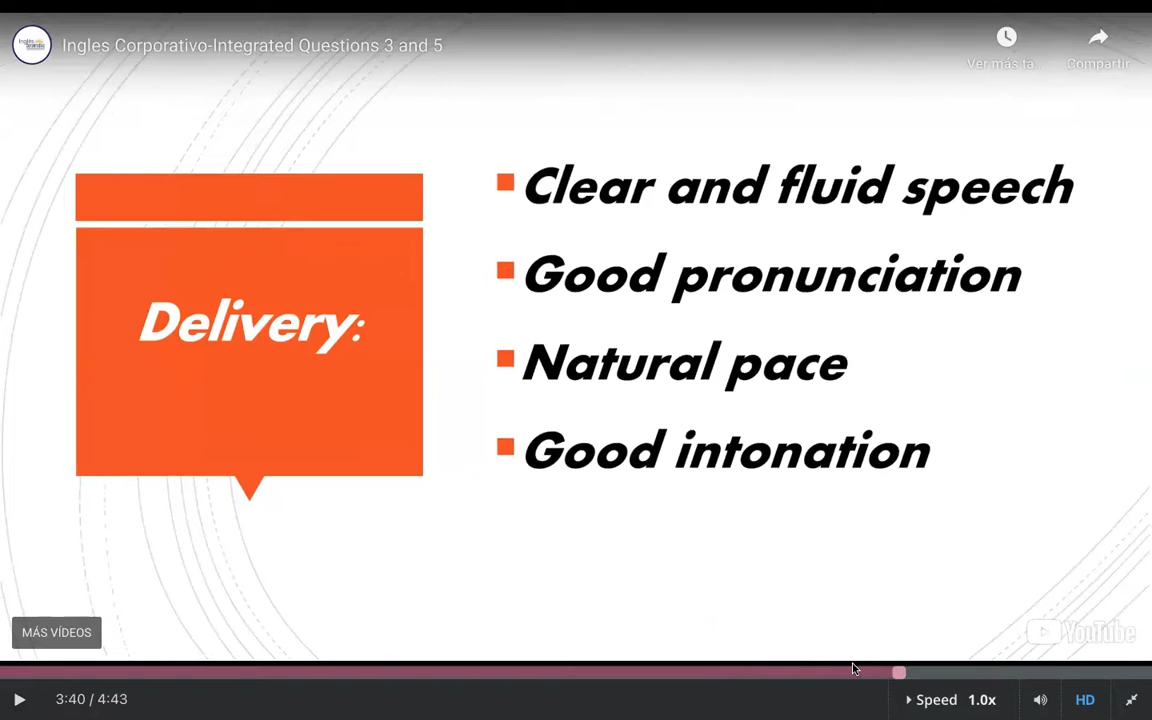 Ingles Corporativo-Integrated Questions 3 and 5
Ver más ta...
Compartir
Delivery:
Clear and fluid speech
Good pronunciation
Natural pace
Good intonation
MÁS VÍDEOS
YouTube
3:40 / 4:43
Speed 1.0x
HD